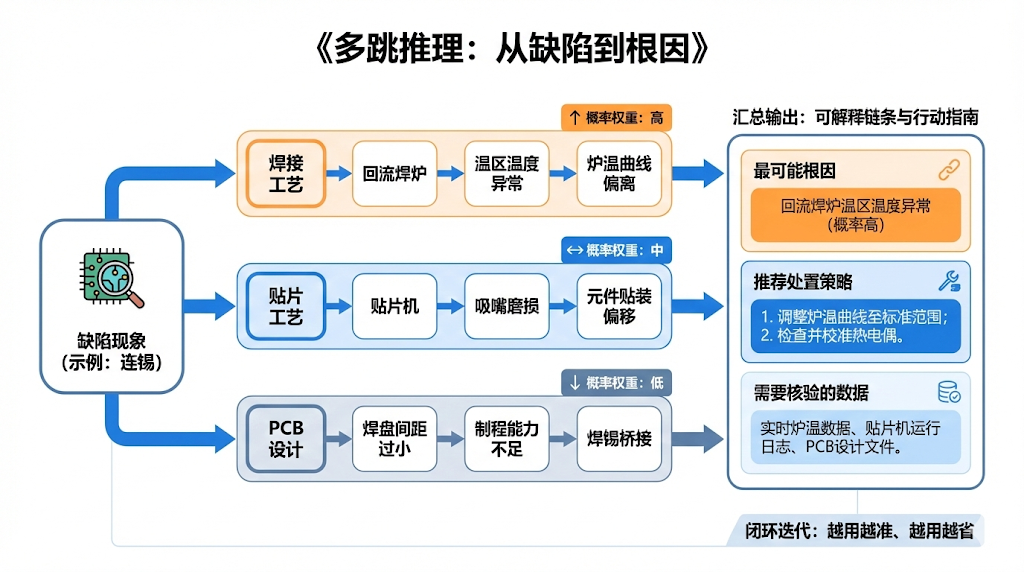 《多跳推理：从缺陷到根因》
缺陷现象
（示例：连锡）
↑ 概率权重：高
焊接
工艺
回流焊炉
温区温度
异常
炉温曲线
偏离
↔ 概率权重：中
贴片
工艺
贴片机
吸嘴磨损
元件贴装
偏移
↓ 概率权重：低
PCB
设计
焊盘间距
过小
制程能力
不足
焊锡桥接
汇总输出：可解释链条与行动指南
最可能根因
回流焊炉温区温度异常
（概率高）
推荐处置策略
1. 调整炉温曲线至标准范围；
2. 检查并校准热电偶。
需要核验的数据
实时炉温数据、贴片机运行
日志、PCB设计文件。
闭环迭代：越用越准、越用越省